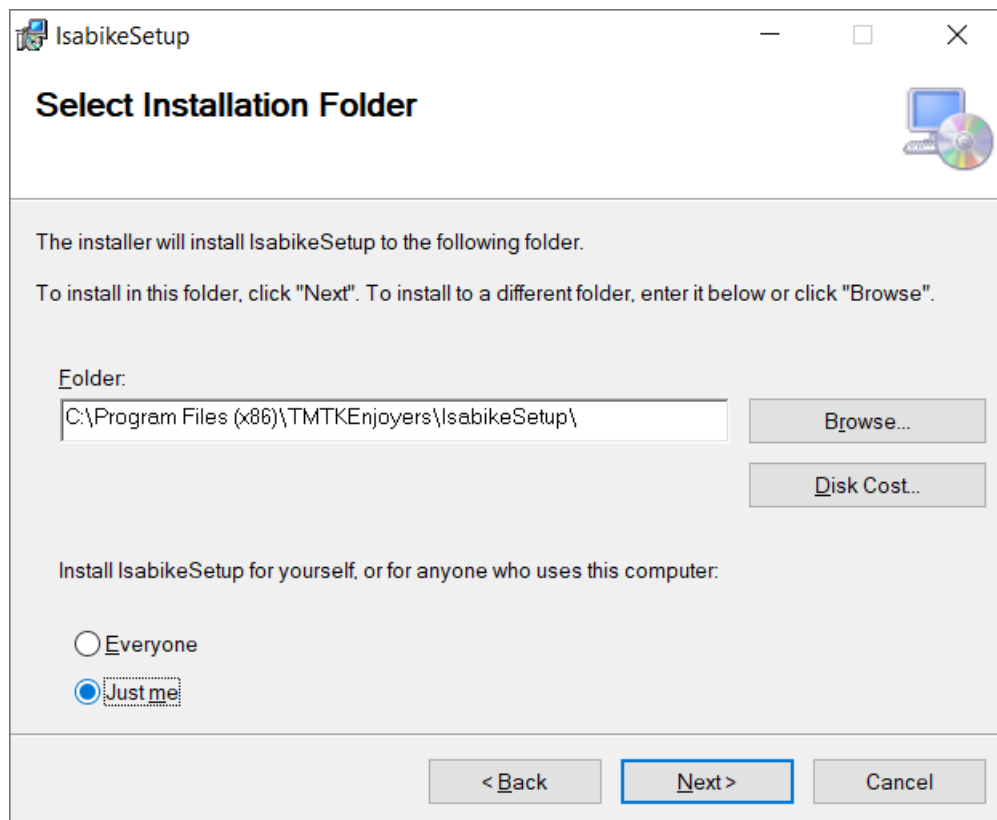 IsabikeSetup
Select Installation Folder
The installer will install IsabikeSetup to the following folder.
To install in this folder, click "Next". To install to a different folder, enter it below or click "Browse".
Folder:
C:\Program Files (x86)\TMTKEnjoyers\IsabikeSetup\
Browse...
Disk Cost...
Install IsabikeSetup for yourself, or for anyone who uses this computer:
Everyone
Just me
< Back
Next >
Cancel